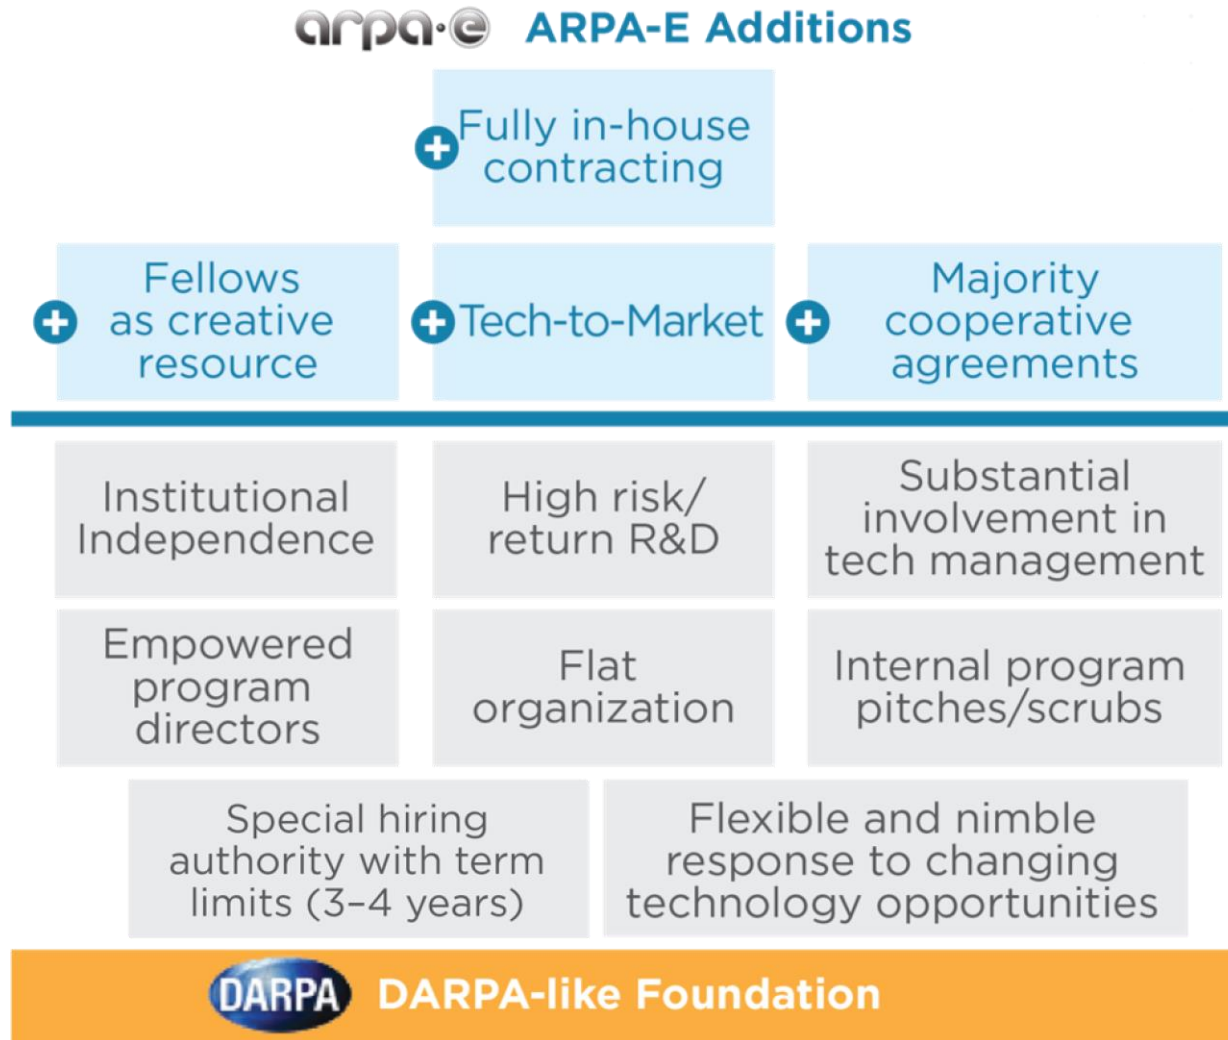 arpa·e ARPA-E Additions
Fully in-house
contracting
Fellows
as creative
resource
Tech-to-Market
Majority
cooperative
agreements
Institutional
Independence
High risk/
return R&D
Substantial
involvement in
tech management
Empowered
program
directors
Flat
organization
Internal program
pitches/scrubs
Special hiring
authority with term
limits (3–4 years)
Flexible and nimble
response to changing
technology opportunities
DARPA DARPA-like Foundation